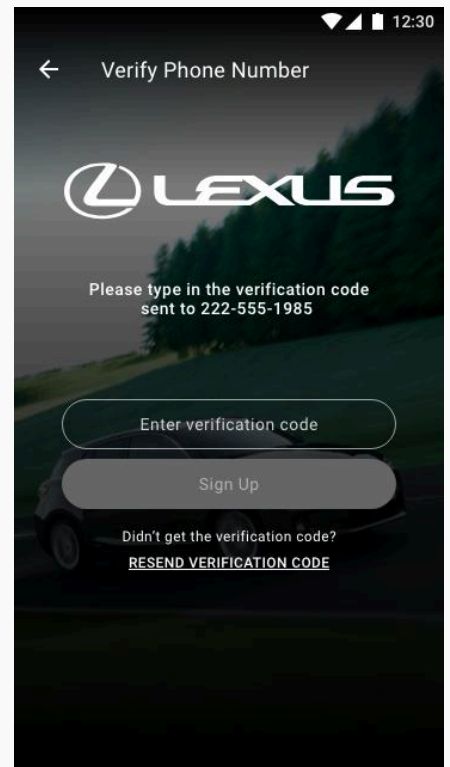 12:30
Verify Phone Number
LEXUS
Please type in the verification code
sent to 222-555-1985
Enter verification code
Sign Up
Didn't get the verification code?
RESEND VERIFICATION CODE